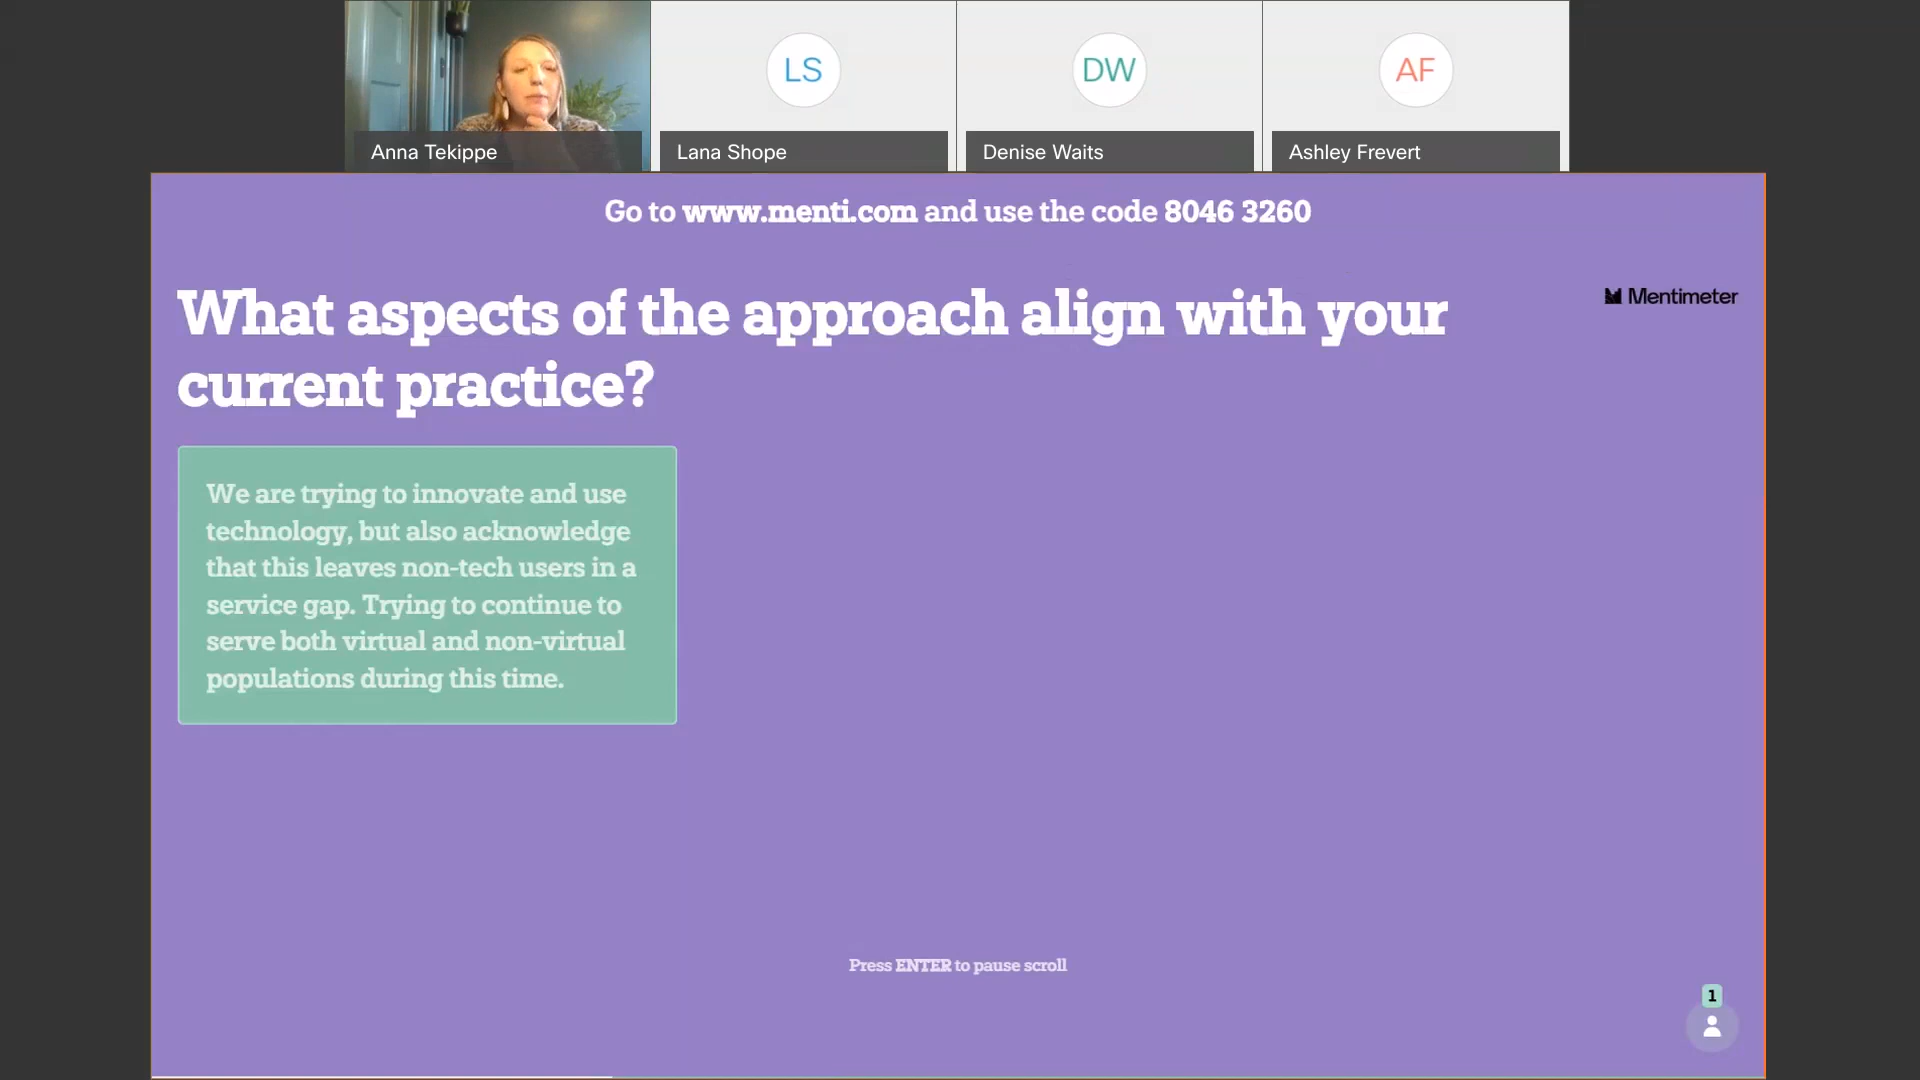 LS
DW
AF
Anna Tekippe
Lana Shope
Denise Waits
Ashley Frevert
Go to www.menti.com and use the code 8046 3260
What aspects of the approach align with your
current practice?
Mentimeter
We are trying to innovate and use
technology, but also acknowledge
that this leaves non-tech users in a
service gap. Trying to continue to
serve both virtual and non-virtual
populations during this time.
Press ENTER to pause scroll
1